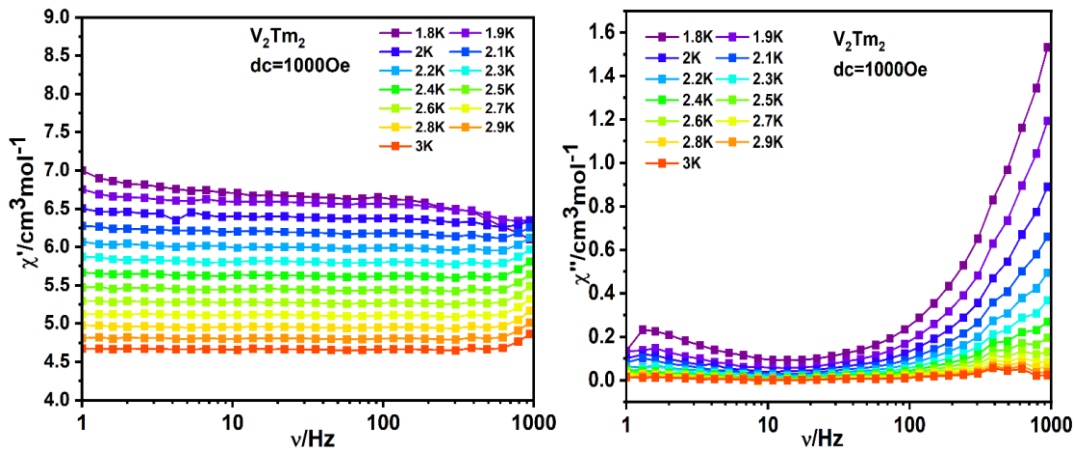 9.0
8.5
8.0
7.5
7.0
6.5
6.0
5.5
5.0
4.5
4.0
χ'/cm³mol⁻¹
V₂Tm₂
dc=1000Oe
1.8K 1.9K
2K 2.1K
2.2K 2.3K
2.4K 2.5K
2.6K 2.7K
2.8K 2.9K
3K
1 10 100 1000
ν/Hz
1.6
1.4
1.2
1.0
0.8
0.6
0.4
0.2
0.0
χ''/cm³mol⁻¹
1.8K 1.9K
2K 2.1K
2.2K 2.3K
2.4K 2.5K
2.6K 2.7K
2.8K 2.9K
3K
V₂Tm₂
dc=1000Oe
1 10 100 1000
ν/Hz